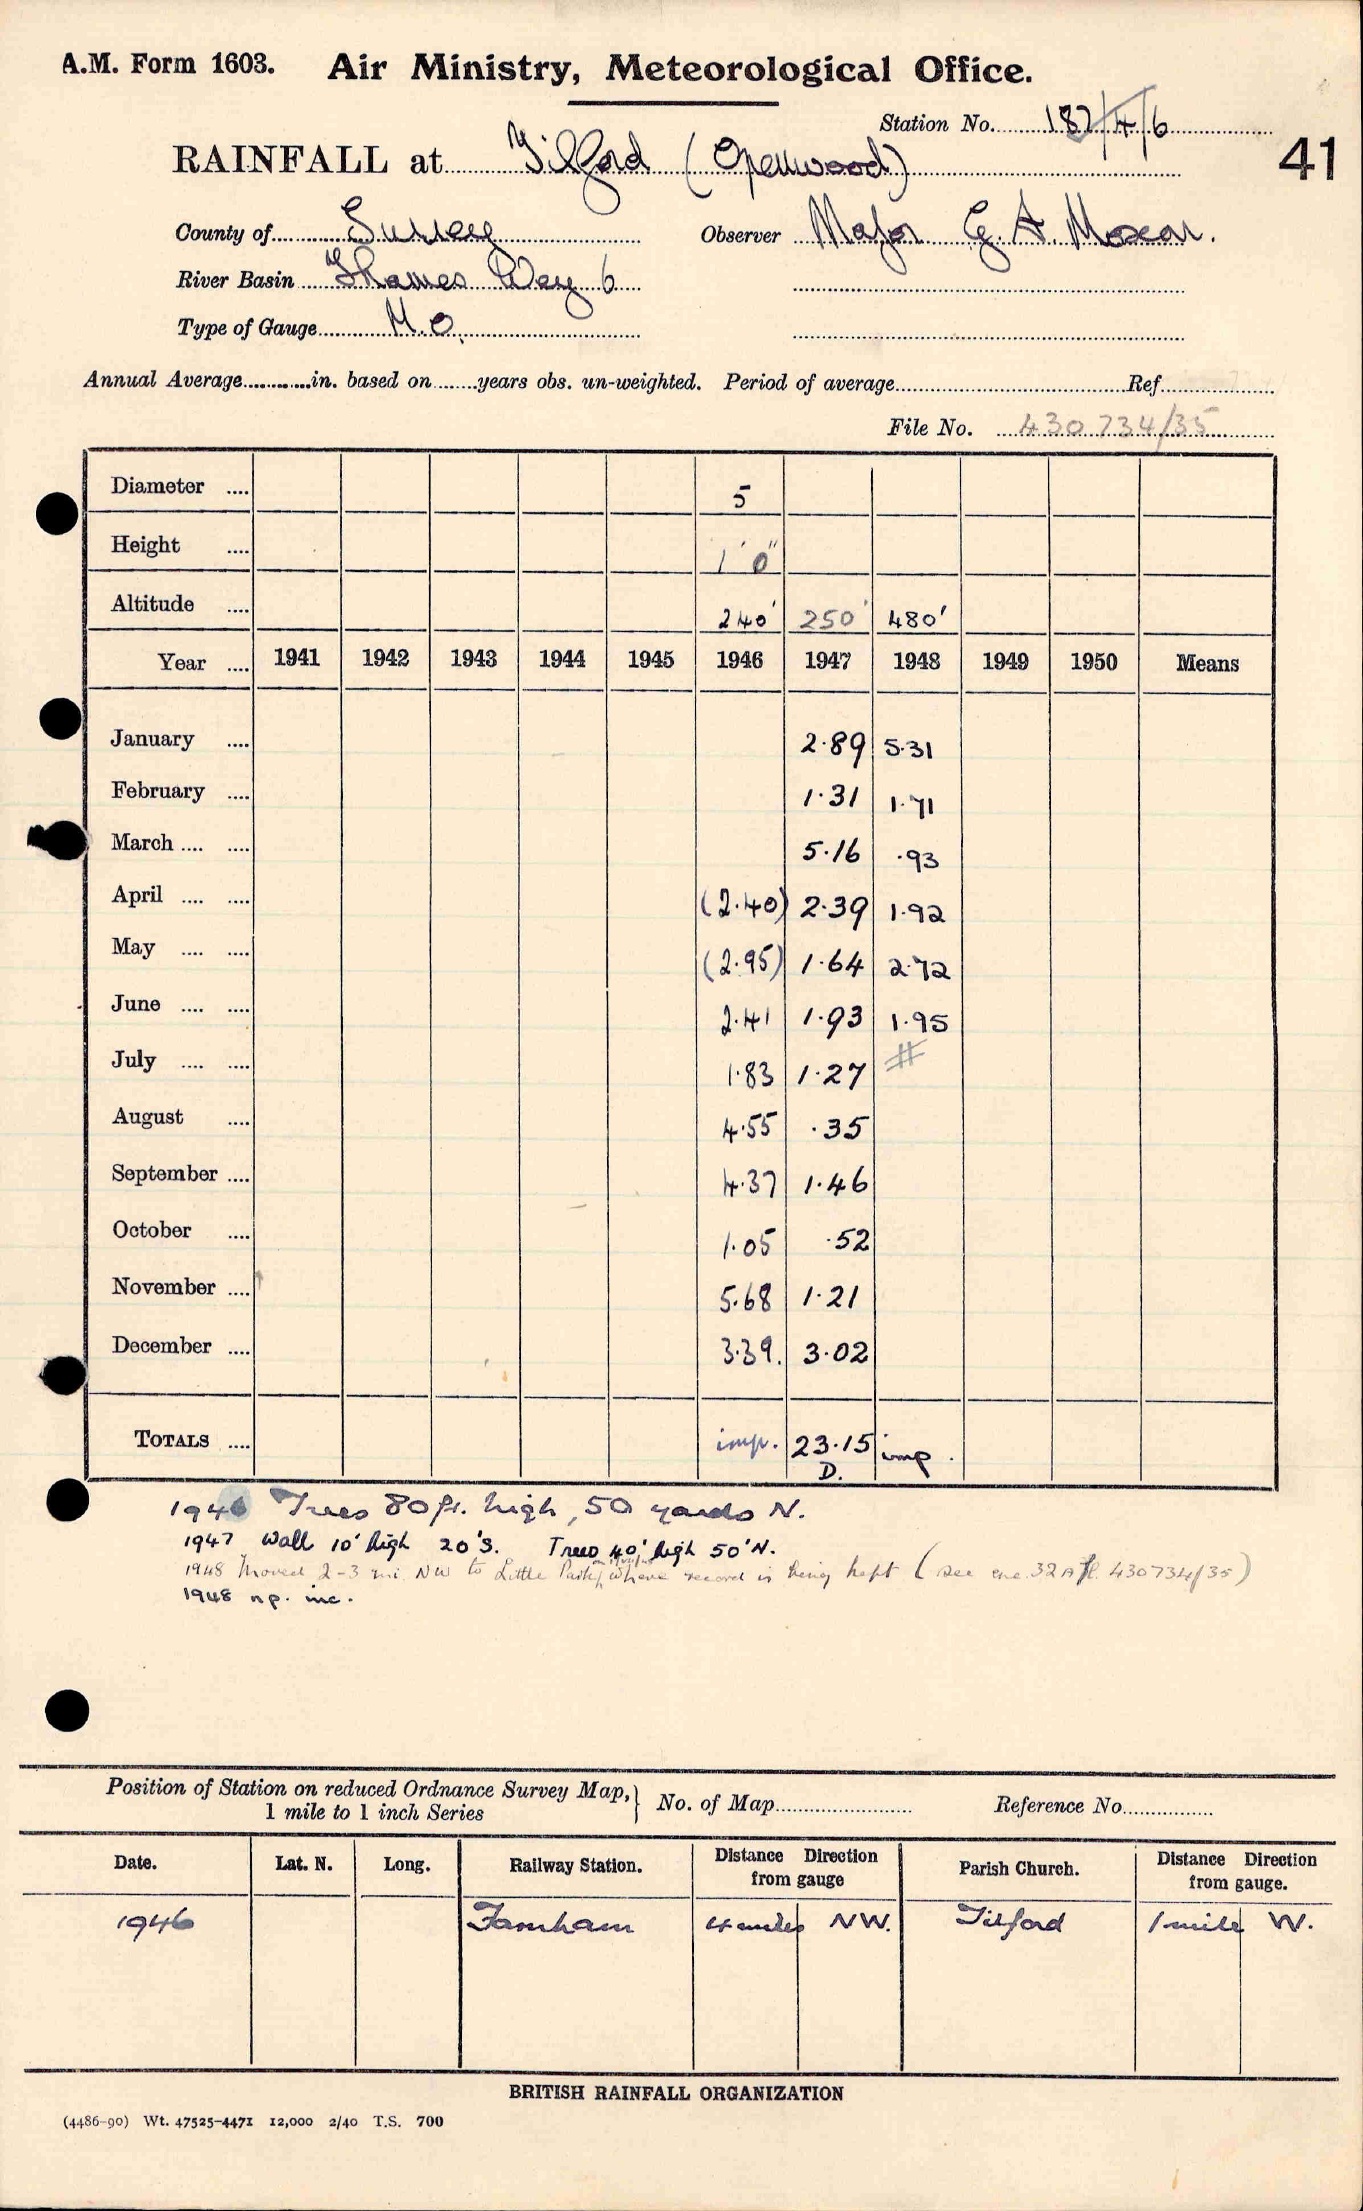 A.M. Form 1603. Air Ministry, Meteorological Office.
Station No. 187/4/6
41
RAINFALL at Tilford (Openwood)
County of Surrey Observer Major G. A. Moxon.
River Basin Thames Wey 6
Type of Gauge M.O.
Annual Average............in. based on.......years obs. un-weighted. Period of average............ Ref............
File No. 430734/35
Diameter .... 5
Height .... 1' 0"
Altitude .... 240' 250' 480'
Year .... 1941 1942 1943 1944 1945 1946 1947 1948 1949 1950 Means
January .... 2.89 5.31
February .... 1.31 1.71
March .... .... 5.16 .93
April .... .... (2.40) 2.39 1.92
May .... .... (2.95) 1.64 2.72
June .... .... 2.41 1.93 1.95
July .... .... 1.83 1.27 #
August .... 4.55 .35
September .... 4.37 1.46
October .... 1.05 .52
November .... 5.68 1.21
December .... 3.39. 3.02
TOTALS .... imp. 23.15 imp.
D.
1946 Trees 80 ft. high, 50 yards N.
1947 Wall 10' high 20'S. Trees 40' high 50'N.
1948 Moved 2-3 mi. NW to Little where record is being kept (see enc. 32A 430734/35)
1948 n.p. inc.
Position of Station on reduced Ordnance Survey Map, } No. of Map............ Reference No............
1 mile to 1 inch Series
Date. Lat. N. Long. Railway Station. Distance Direction from gauge Parish Church. Distance Direction from gauge.
1946 Farnham 4 miles NW. Tilford 1 mile W.
BRITISH RAINFALL ORGANIZATION
(4486-90) Wt. 47525-4471 12,000 2/40 T.S. 700